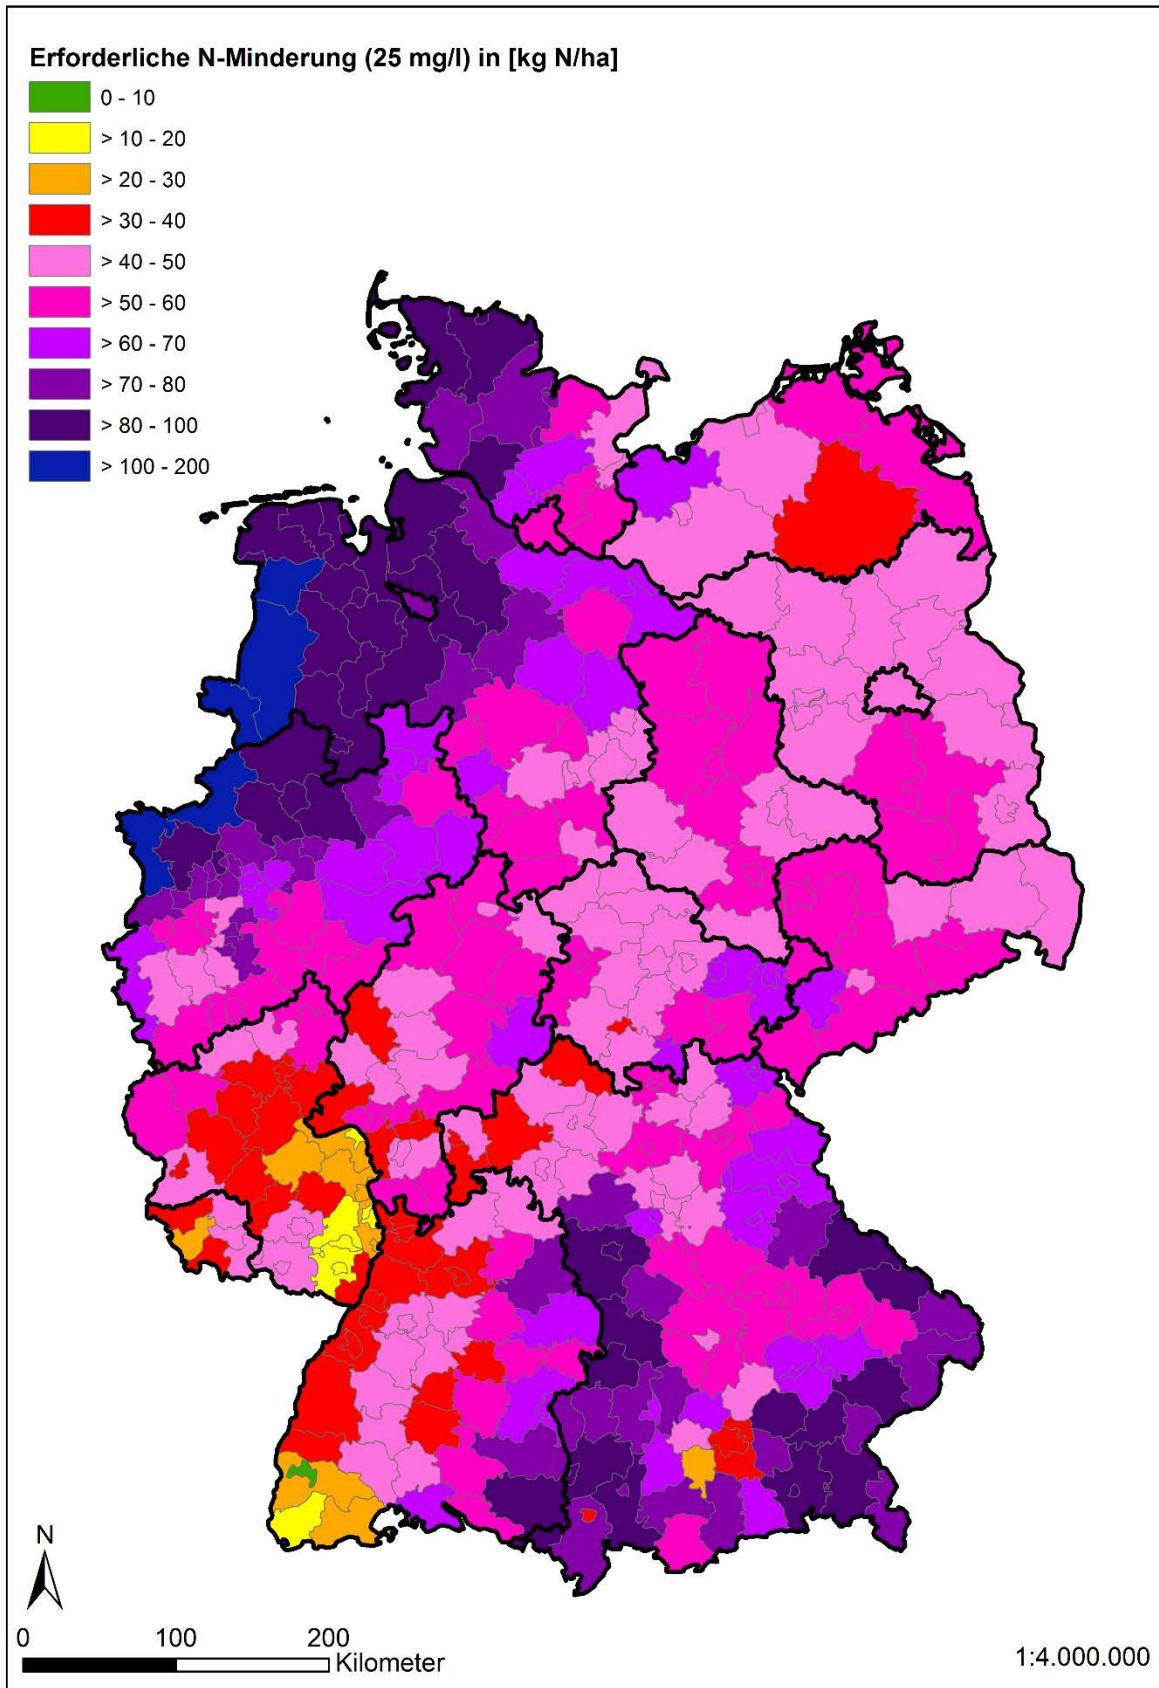 Erforderliche N-Minderung (25 mg/l) in [kg N/ha]
0 - 10
> 10 - 20
> 20 - 30
> 30 - 40
> 40 - 50
> 50 - 60
> 60 - 70
> 70 - 80
> 80 - 100
> 100 - 200
N
0 100 200
Kilometer
1:4.000.000